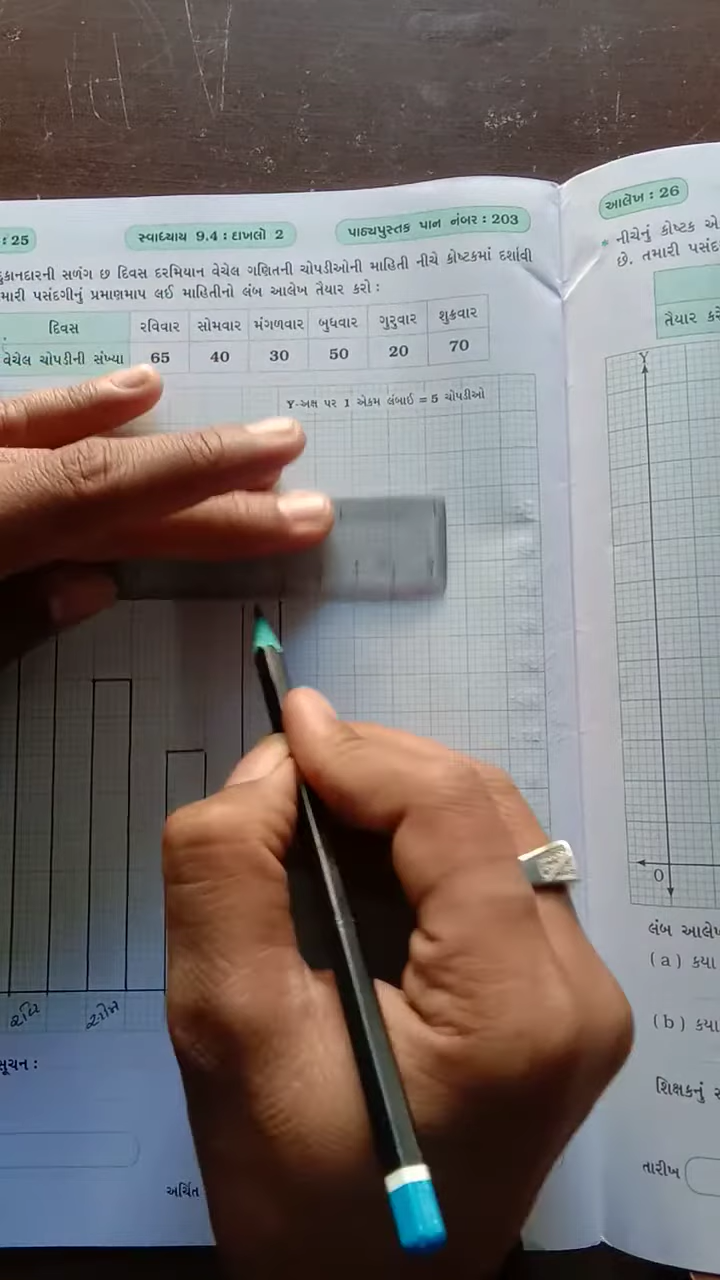 : 25
સ્વાધ્યાય 9.4 : દાખલો 2
પાઠ્યપુસ્તક પાન નંબર : 203
દુકાનદારની સળંગ છ દિવસ દરમિયાન વેચેલ ગણિતની ચોપડીઓની માહિતી નીચે કોષ્ટકમાં દર્શાવી
મારી પસંદગીનું પ્રમાણમાપ લઈ માહિતીનો લંબ આલેખ તૈયાર કરો :
દિવસ રવિવાર સોમવાર મંગળવાર બુધવાર ગુરુવાર શુક્રવાર
વેચેલ ચોપડીની સંખ્યા 65 40 30 50 20 70
Y-અક્ષ પર 1 એકમ લંબાઈ = 5 ચોપડીઓ
રવિ સોમ
સૂચન :
અર્ચિત
આલેખ : 26
* નીચેનું કોષ્ટક એ
છે. તમારી પસંદ
તૈયાર કરે
Y
O
લંબ આલેખ
(a) કયા
(b) કયા
શિક્ષકનું સ
તારીખ